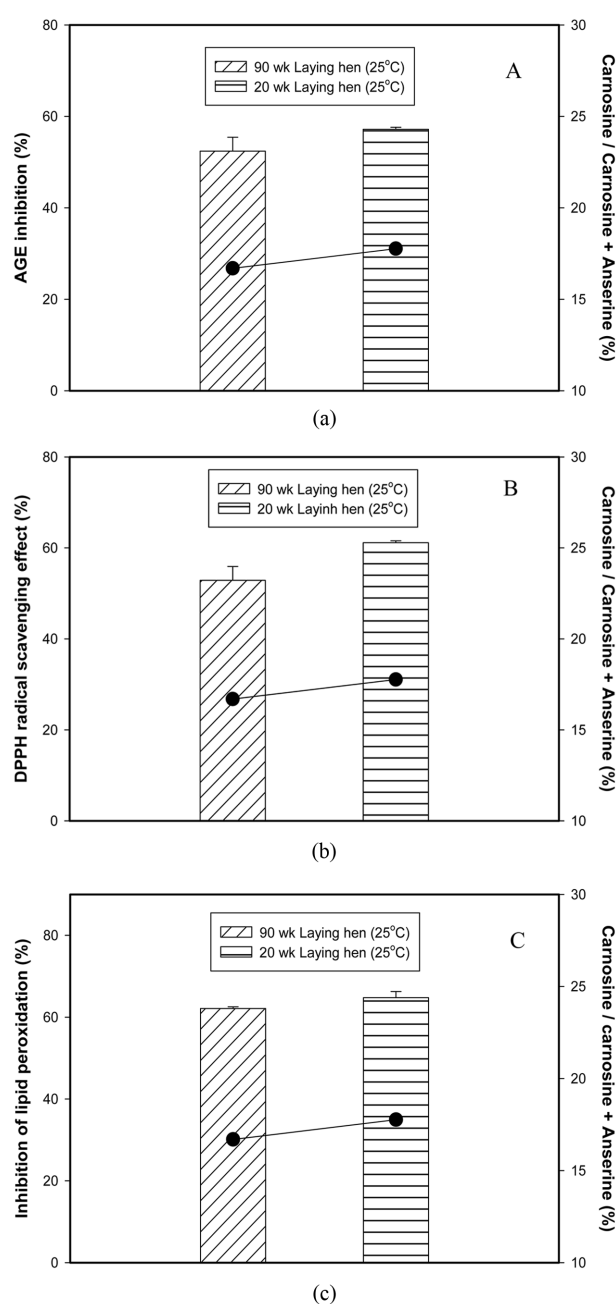 80
60
40
20
0
AGE inhibition (%)
90 wk Laying hen (25°C)
20 wk Laying hen (25°C)
A
30
25
20
15
10
Carnosine / Carnosine + Anserine (%)
(a)
80
60
40
20
0
DPPH radical scavenging effect (%)
90 wk Laying hen (25°C)
20 wk Layinh hen (25°C)
B
30
25
20
15
10
Carnosine / Carnosine + Anserine (%)
(b)
80
60
40
20
0
Inhibition of lipid peroxidation (%)
90 wk Laying hen (25°C)
20 wk Laying hen (25°C)
C
30
25
20
15
10
Carnosine / carnosine + Anserine (%)
(c)